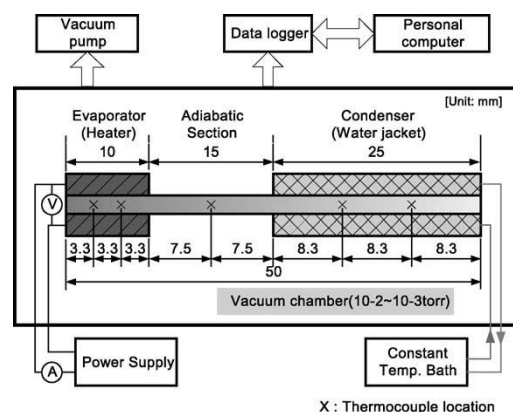 Vacuum
pump
Data logger
Personal
computer
[Unit: mm]
Evaporator
(Heater)
Adiabatic
Section
Condenser
(Water jacket)
10
15
25
V
3.3 3.3 3.3 7.5 7.5 8.3 8.3 8.3
50
Vacuum chamber(10-2~10-3torr)
A
Power Supply
Constant
Temp. Bath
X : Thermocouple location